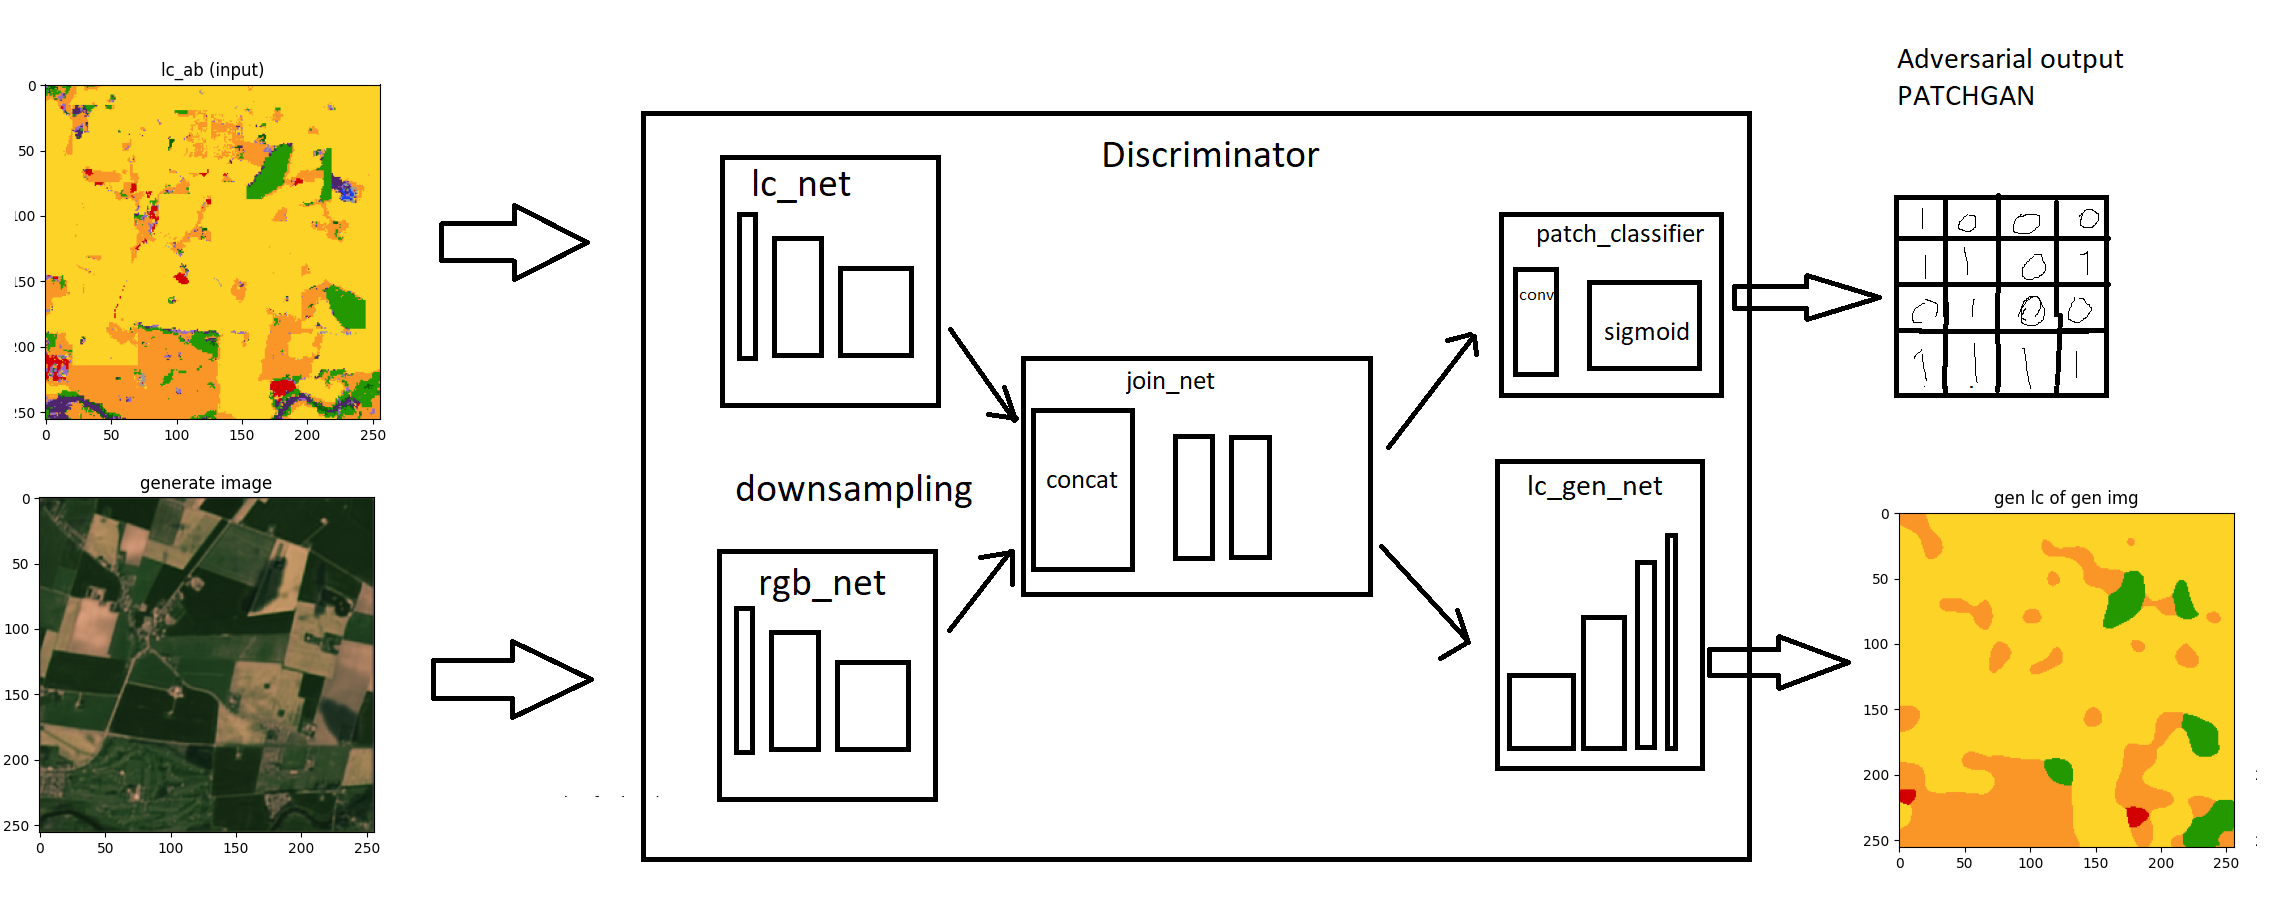 Adversarial output
PATCHGAN
lc_ab (input)
0
50
100
150
200
250
0
50
100
150
200
250
Discriminator
lc_net
patch_classifier
conv
sigmoid
1 0 0 0
1 1 0 1
0 1 0 0
1 1 1 1
join_net
concat
downsampling
generate image
0
50
100
150
200
250
0
50
100
150
200
250
rgb_net
lc_gen_net
gen lc of gen img
0
50
100
150
200
250
0
50
100
150
200
250